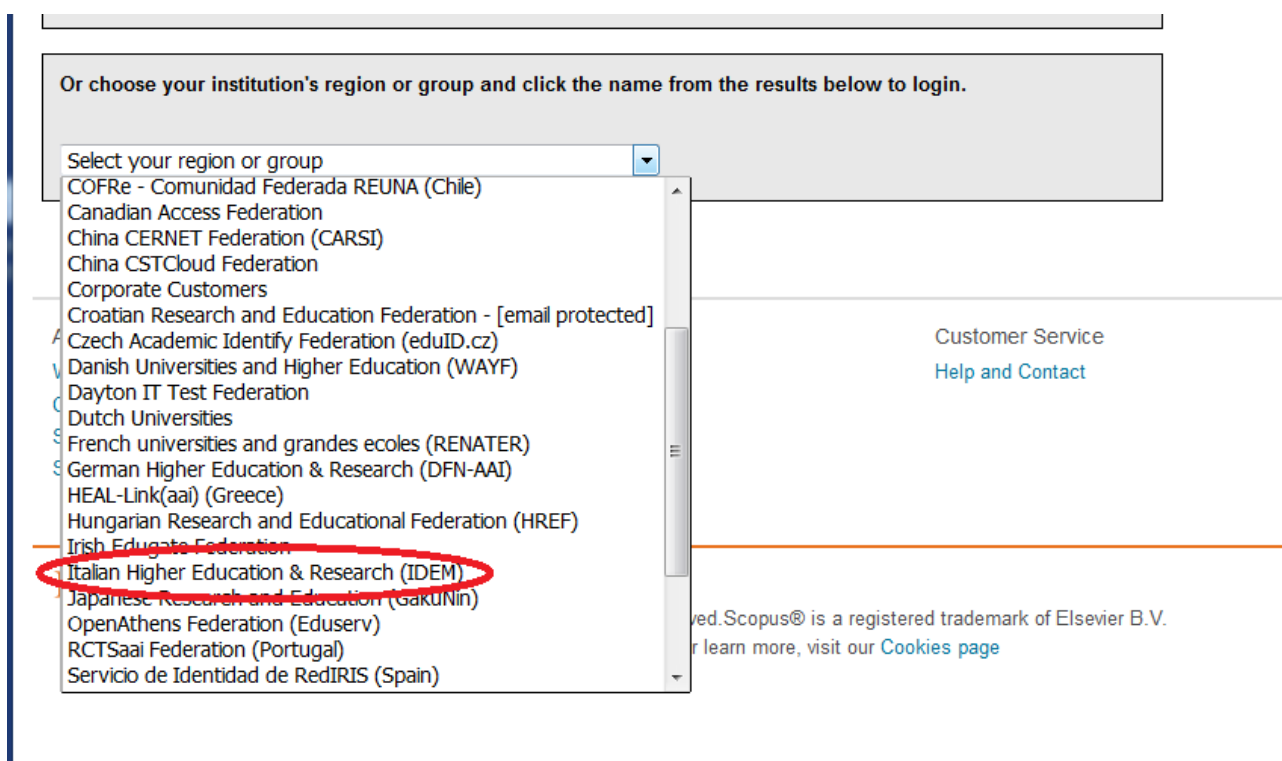 Or choose your institution's region or group and click the name from the results below to login.
Select your region or group
COFRe - Comunidad Federada REUNA (Chile)
Canadian Access Federation
China CERNET Federation (CARSI)
China CSTCloud Federation
Corporate Customers
Croatian Research and Education Federation - [email protected]
Czech Academic Identify Federation (eduID.cz)
Danish Universities and Higher Education (WAYF)
Dayton IT Test Federation
Dutch Universities
French universities and grandes ecoles (RENATER)
German Higher Education & Research (DFN-AAI)
HEAL-Link(aai) (Greece)
Hungarian Research and Educational Federation (HREF)
Irish Edugate Federation
Italian Higher Education & Research (IDEM)
Japanese Research and Education (GakuNin)
OpenAthens Federation (Eduserv)
RCTSaai Federation (Portugal)
Servicio de Identidad de RedIRIS (Spain)
Customer Service
Help and Contact
ved.Scopus® is a registered trademark of Elsevier B.V.
r learn more, visit our Cookies page